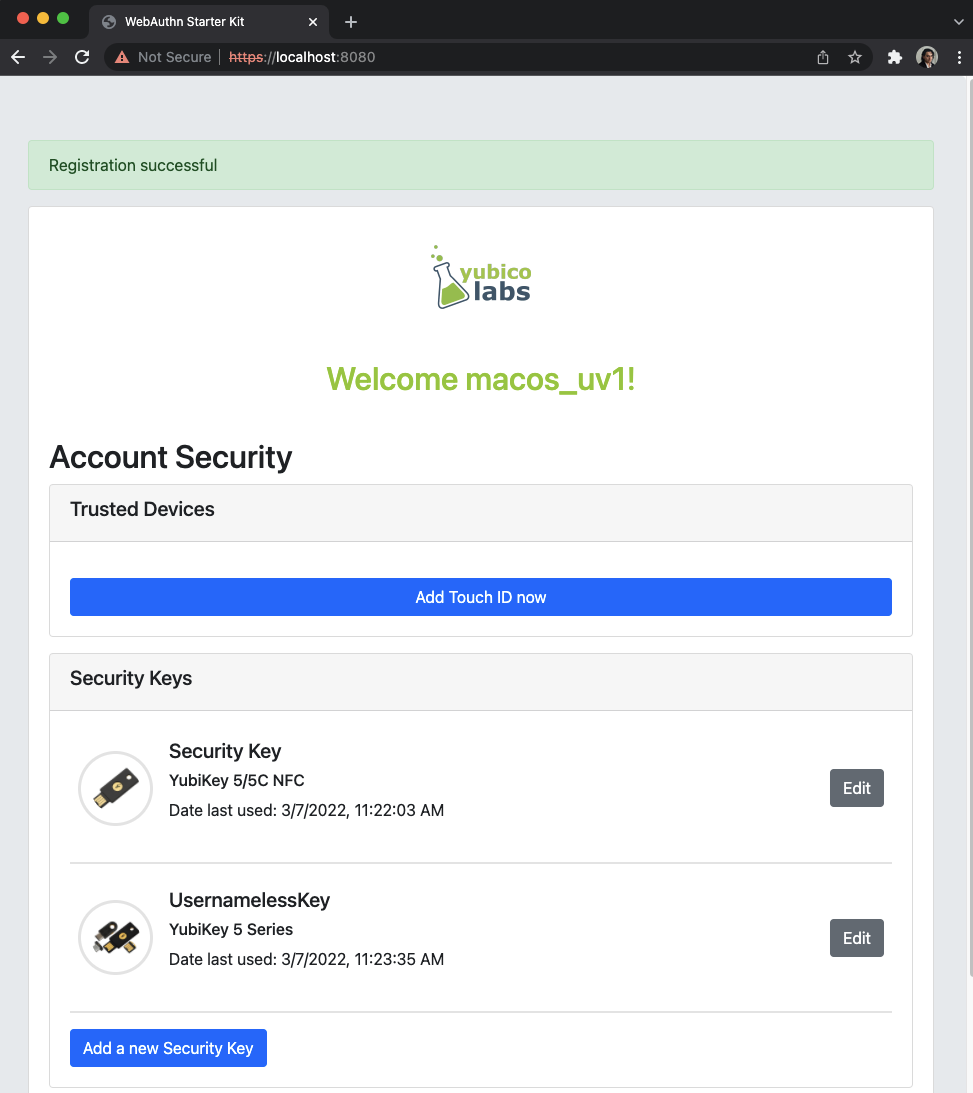 WebAuthn Starter Kit
Not Secure
https://localhost:8080
Registration successful
yubico
labs
Welcome macos_uv1!
Account Security
Trusted Devices
Add Touch ID now
Security Keys
Security Key
YubiKey 5/5C NFC
Date last used: 3/7/2022, 11:22:03 AM
Edit
UsernamelessKey
YubiKey 5 Series
Date last used: 3/7/2022, 11:23:35 AM
Edit
Add a new Security Key